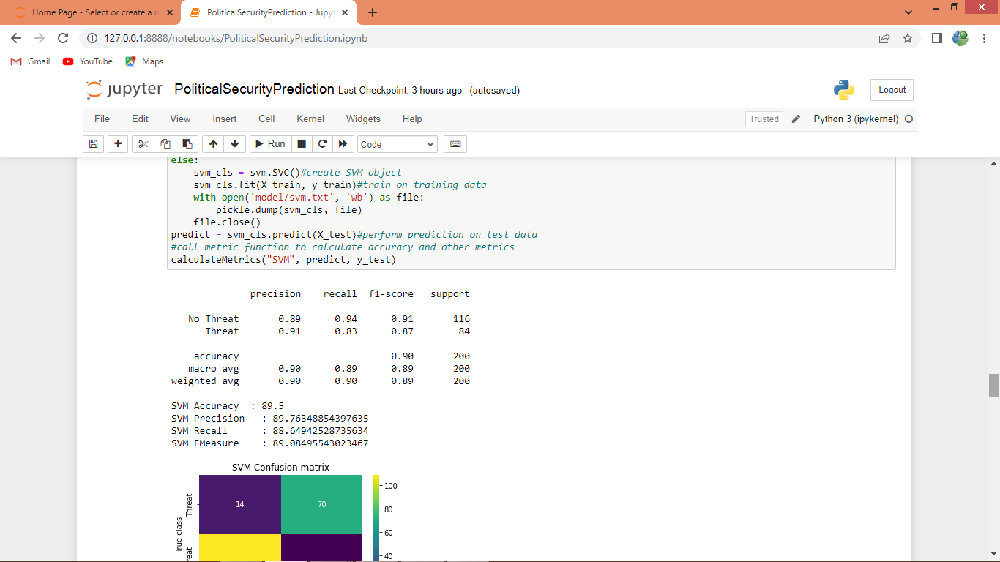 Home Page - Select or create a n
PoliticalSecurityPrediction - Jupyt
127.0.0.1:8888/notebooks/PoliticalSecurityPrediction.ipynb
Gmail YouTube Maps
jupyter PoliticalSecurityPrediction Last Checkpoint: 3 hours ago (autosaved)
Logout
File Edit View Insert Cell Kernel Widgets Help
Trusted Python 3 (ipykernel)
Run Code
else:
    svm_cls = svm.SVC()#create SVM object
    svm_cls.fit(X_train, y_train)#train on training data
    with open('model/svm.txt', 'wb') as file:
        pickle.dump(svm_cls, file)
    file.close()
predict = svm_cls.predict(X_test)#perform prediction on test data
#call metric function to calculate accuracy and other metrics
calculateMetrics("SVM", predict, y_test)
precision recall f1-score support
No Threat 0.89 0.94 0.91 116
Threat 0.91 0.83 0.87 84
accuracy 0.90 200
macro avg 0.90 0.89 0.89 200
weighted avg 0.90 0.90 0.89 200
SVM Accuracy : 89.5
SVM Precision : 89.76348854397635
SVM Recall : 88.64942528735634
SVM FMeasure : 89.08495543023467
SVM Confusion matrix
14 70
Threat
True class
eat
100
80
60
40